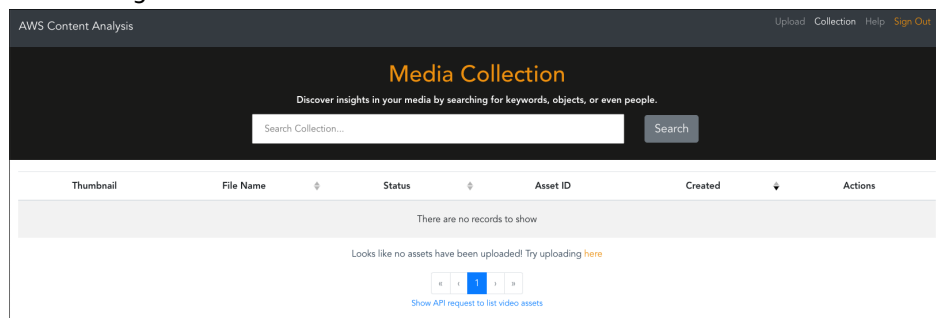 AWS Content Analysis
Upload Collection Help Sign Out
Media Collection
Discover insights in your media by searching for keywords, objects, or even people.
Search Collection...
Search
Thumbnail File Name Status Asset ID Created Actions
There are no records to show
Looks like no assets have been uploaded! Try uploading here
« ‹ 1 › »
Show API request to list video assets